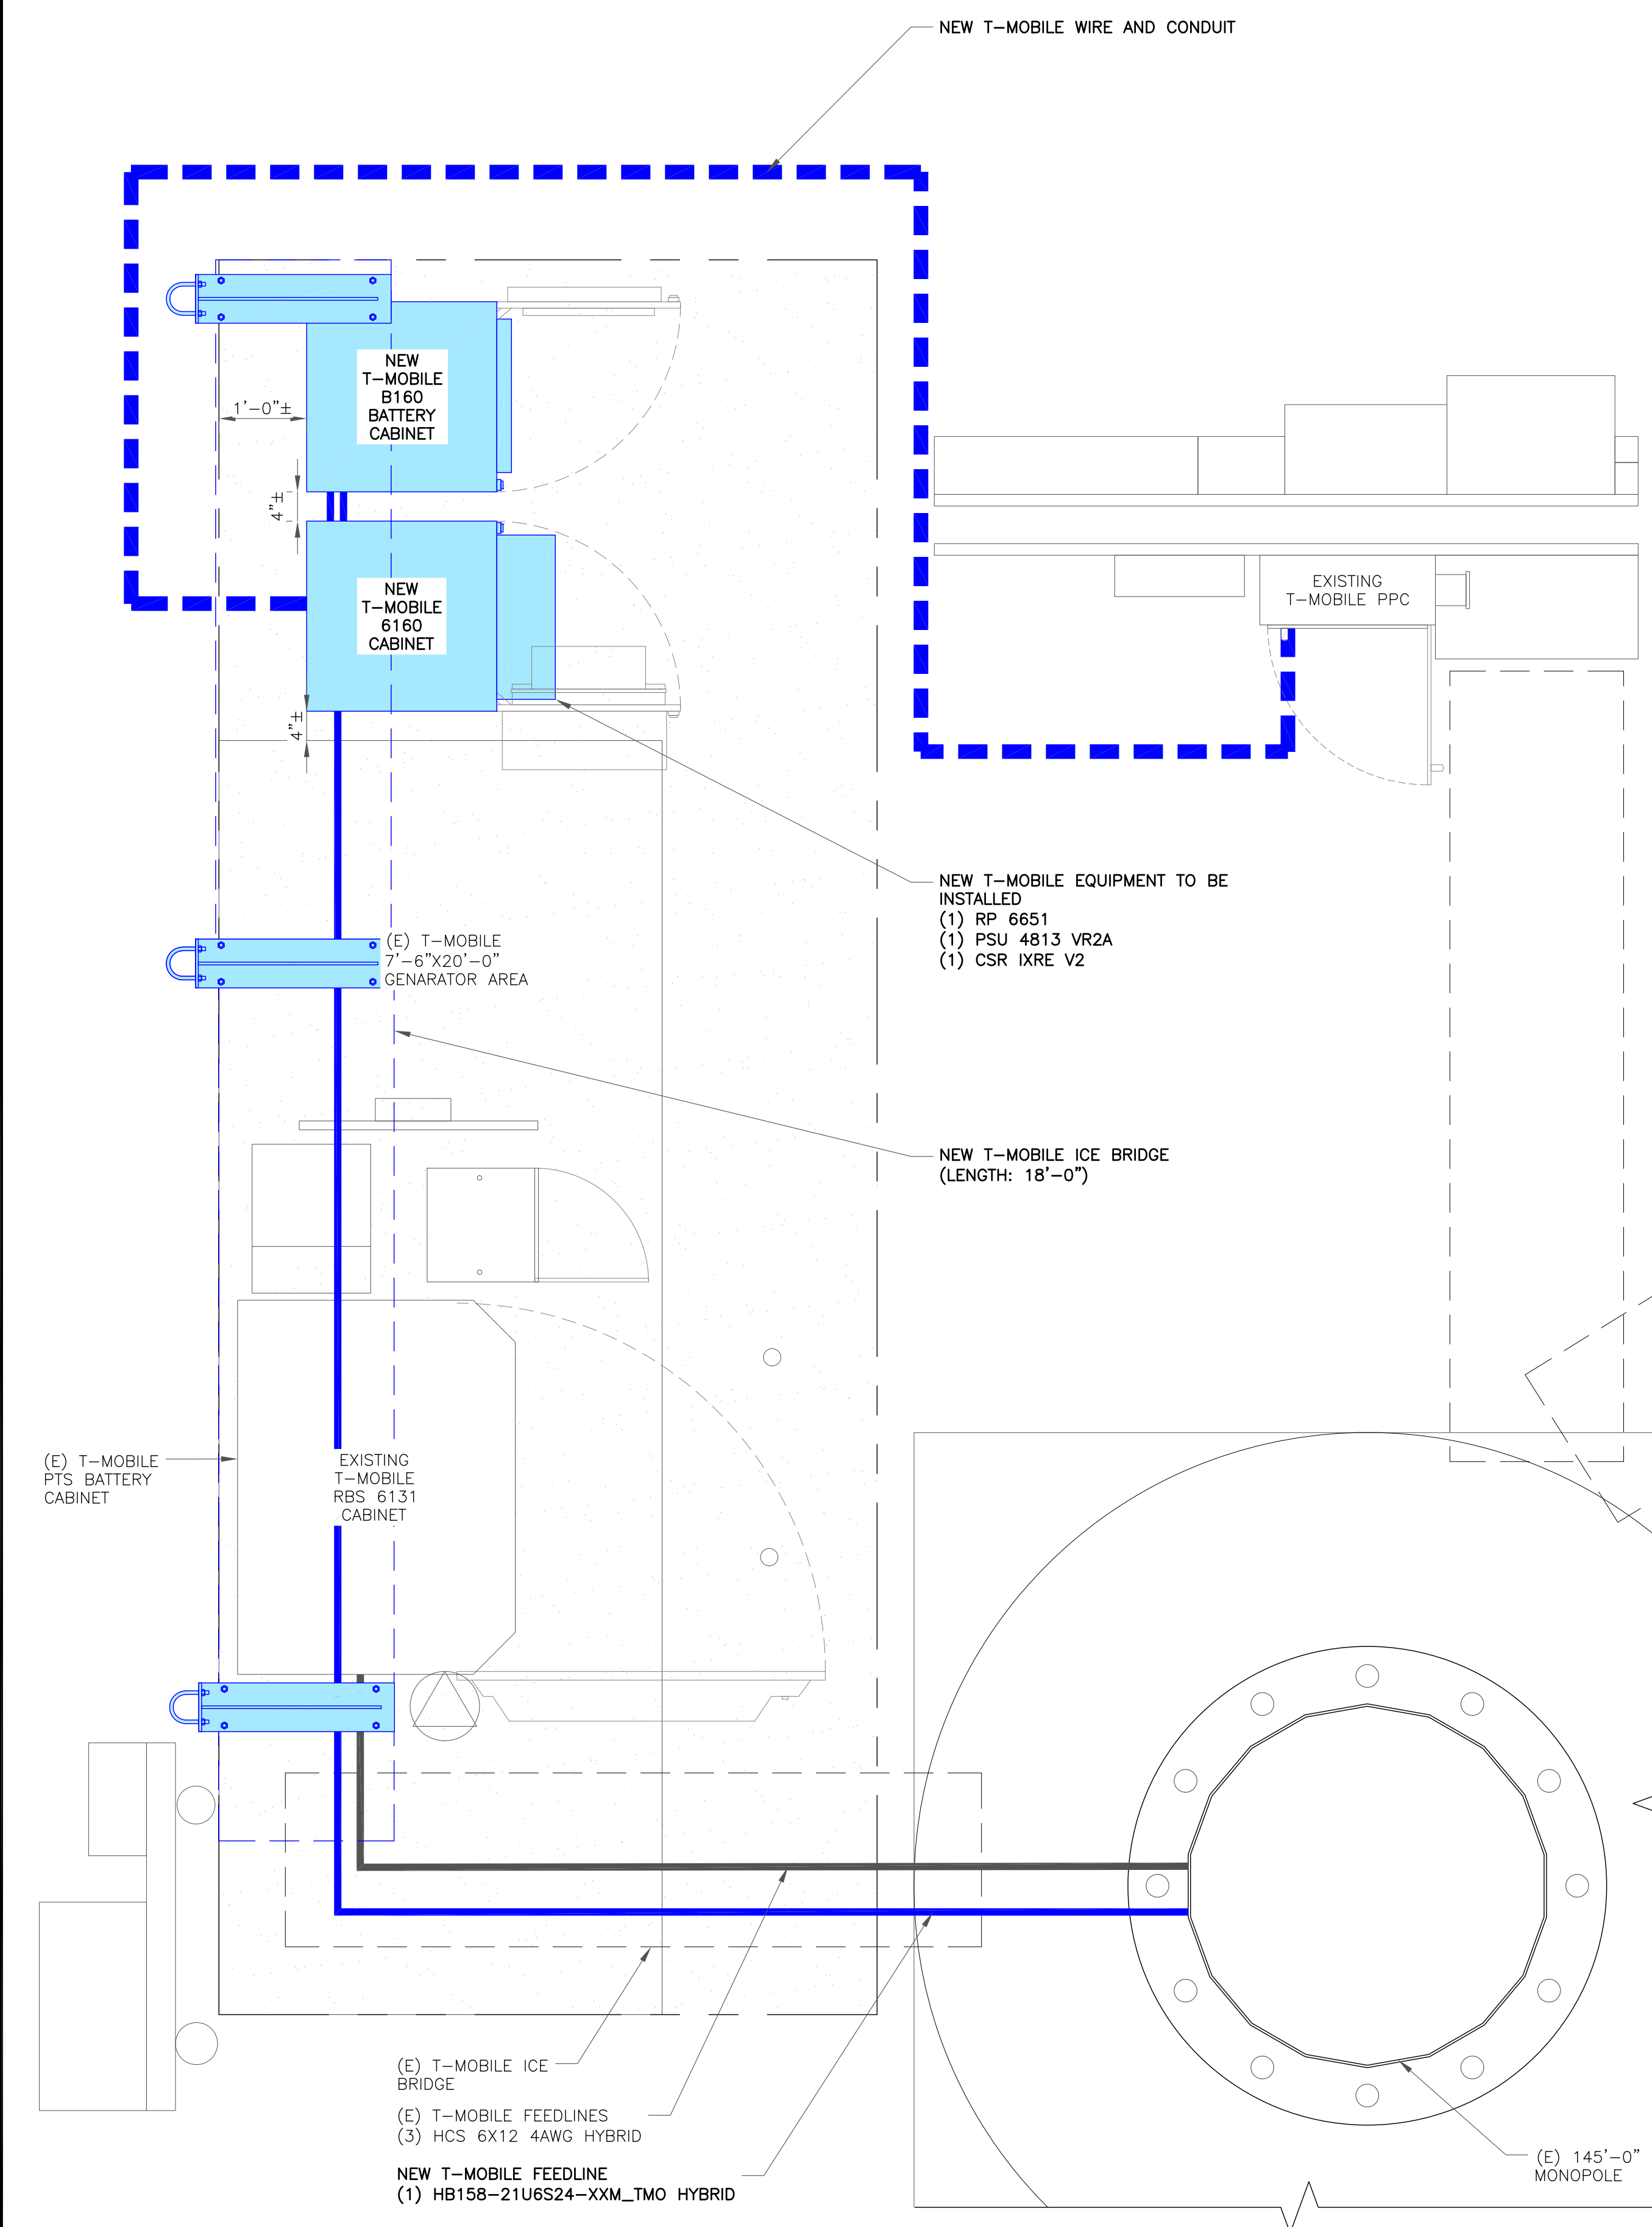 NEW T-MOBILE WIRE AND CONDUIT
NEW
T-MOBILE
B160
BATTERY
CABINET
1'-0"±
4"±
NEW
T-MOBILE
6160
CABINET
4"±
EXISTING
T-MOBILE PPC
NEW T-MOBILE EQUIPMENT TO BE
INSTALLED
(1) RP 6651
(1) PSU 4813 VR2A
(1) CSR IXRE V2
(E) T-MOBILE
7'-6"X20'-0"
GENARATOR AREA
NEW T-MOBILE ICE BRIDGE
(LENGTH: 18'-0")
(E) T-MOBILE
PTS BATTERY
CABINET
EXISTING
T-MOBILE
RBS 6131
CABINET
(E) T-MOBILE ICE
BRIDGE
(E) T-MOBILE FEEDLINES
(3) HCS 6X12 4AWG HYBRID
NEW T-MOBILE FEEDLINE
(1) HB158-21U6S24-XXM_TMO HYBRID
(E) 145'-0"
MONOPOLE